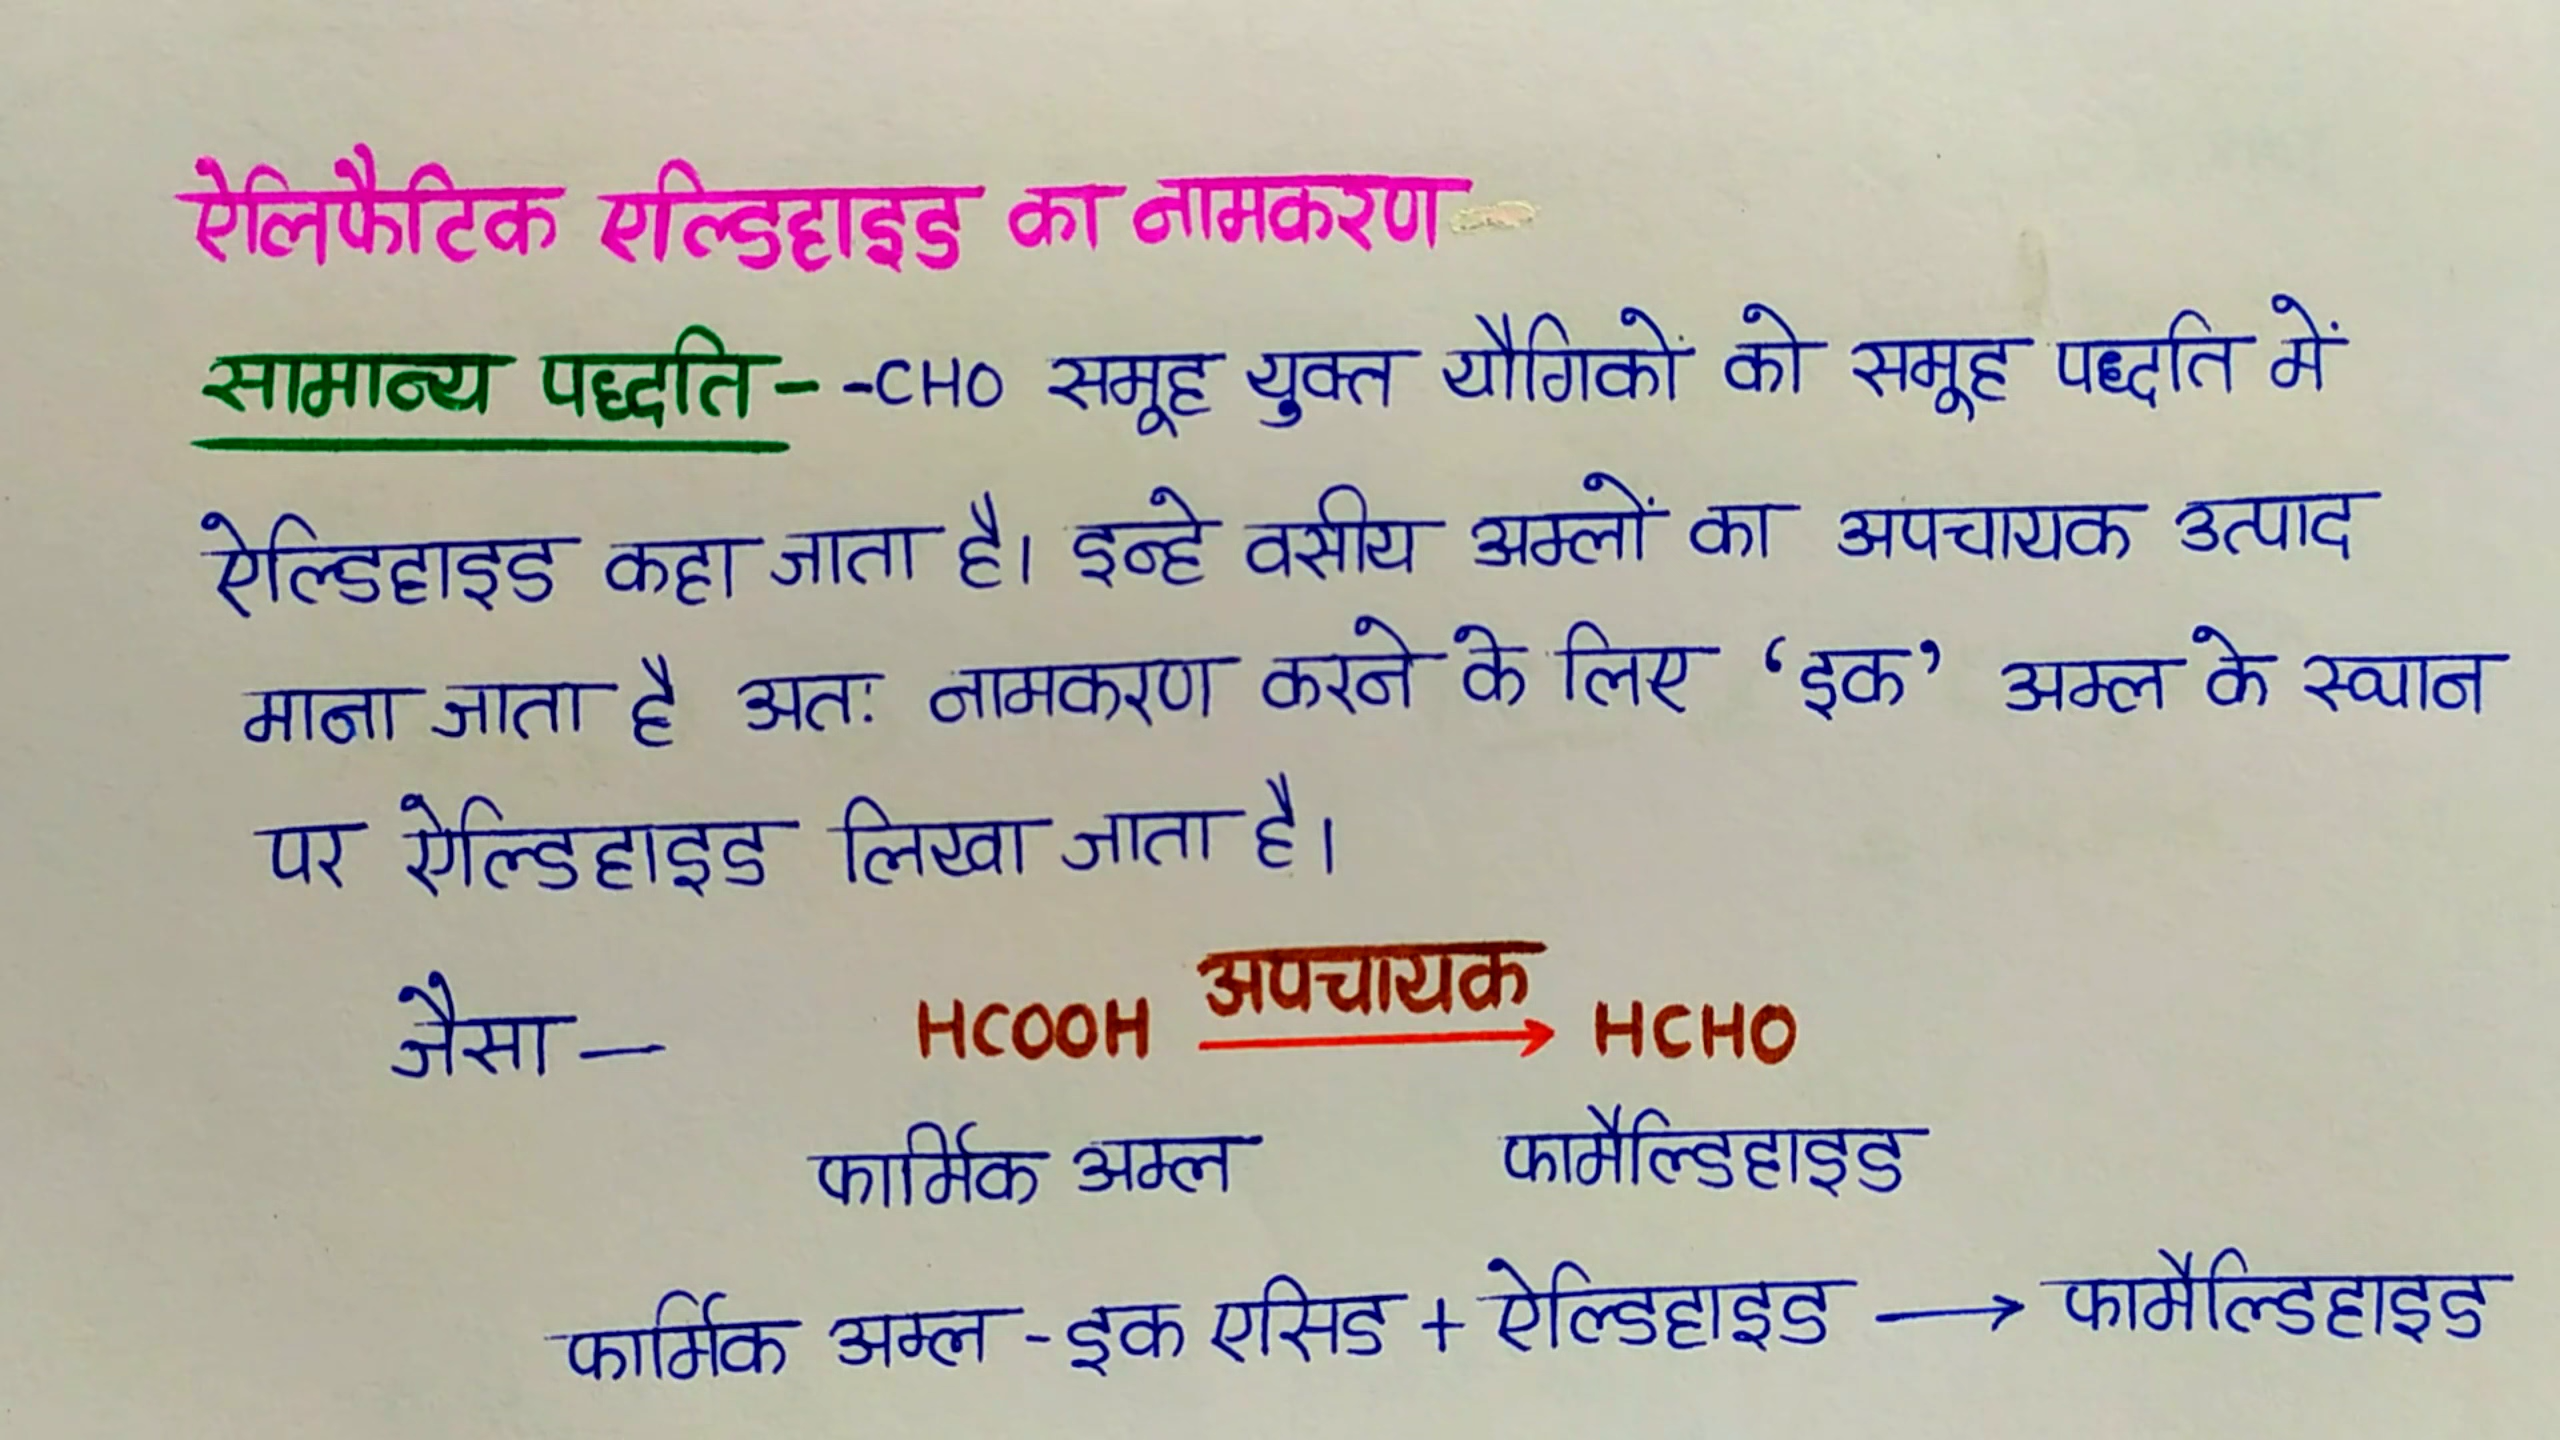 ऐलिफैटिक एल्डिहाइड का नामकरण
सामान्य पद्धति - -CHO समूह युक्त यौगिकों को समूह पद्धति में
ऐल्डिहाइड कहा जाता है। इन्हे वसीय अम्लों का अपचायक उत्पाद
माना जाता है अतः नामकरण करने के लिए ‘इक’ अम्ल के स्थान
पर ऐल्डिहाइड लिखा जाता है।
जैसा — HCOOH अपचायक → HCHO
फार्मिक अम्ल फार्मैल्डिहाइड
फार्मिक अम्ल - इक एसिड + ऐल्डिहाइड → फार्मैल्डिहाइड